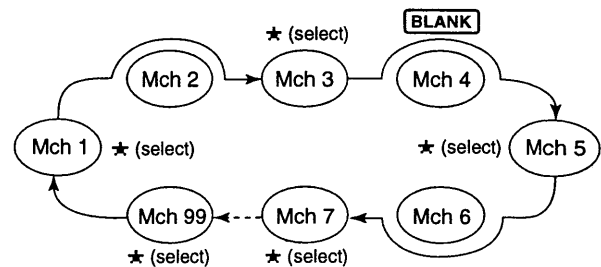 BLANK
★ (select)
Mch 2
Mch 3
Mch 4
Mch 1
★ (select)
★ (select)
Mch 5
Mch 99
Mch 7
Mch 6
★ (select)
★ (select)